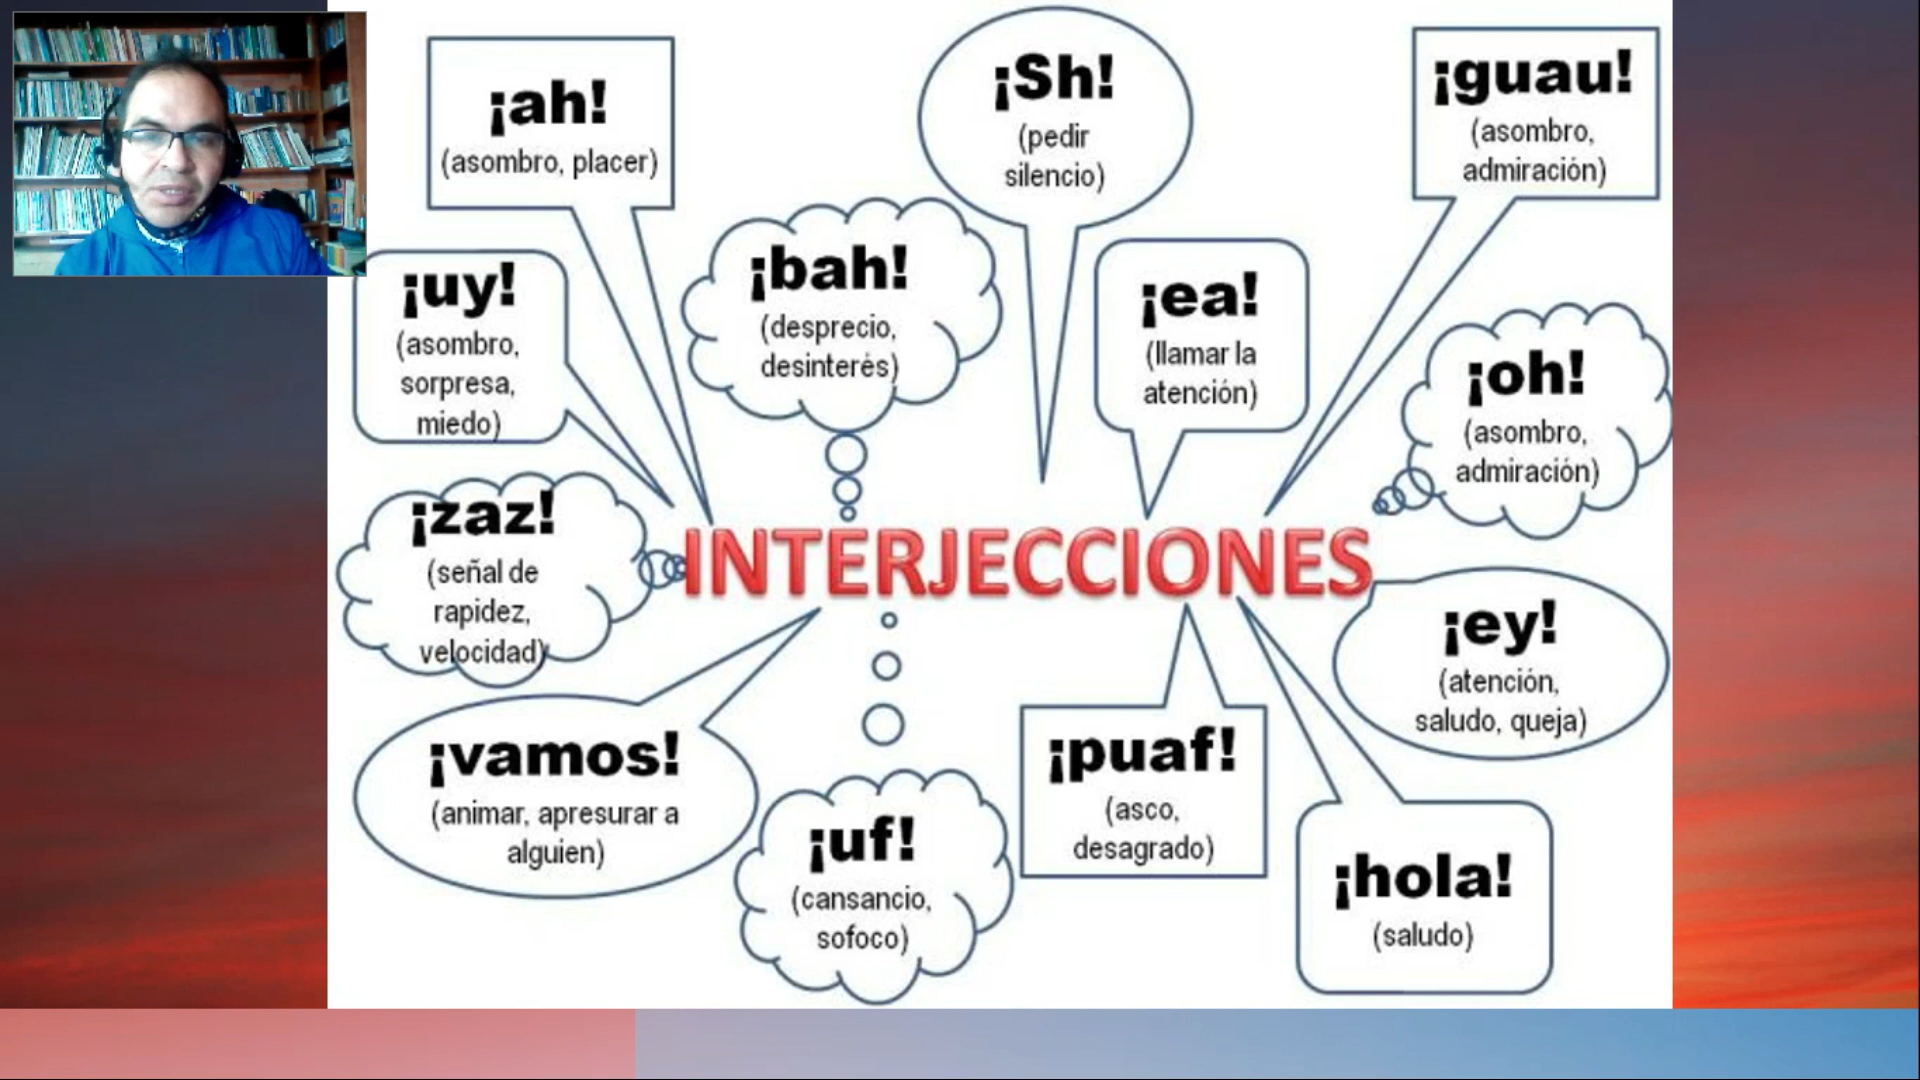 ¡ah!
(asombro, placer)
¡Sh!
(pedir
silencio)
¡guau!
(asombro,
admiración)
¡uy!
(asombro,
sorpresa,
miedo)
¡bah!
(desprecio,
desinterés)
¡ea!
(llamar la
atención)
¡oh!
(asombro,
admiración)
¡zaz!
(señal de
rapidez,
velocidad)
INTERJECCIONES
¡ey!
(atención,
saludo, queja)
¡vamos!
(animar, apresurar a
alguien)
¡uf!
(cansancio,
sofoco)
¡puaf!
(asco,
desagrado)
¡hola!
(saludo)